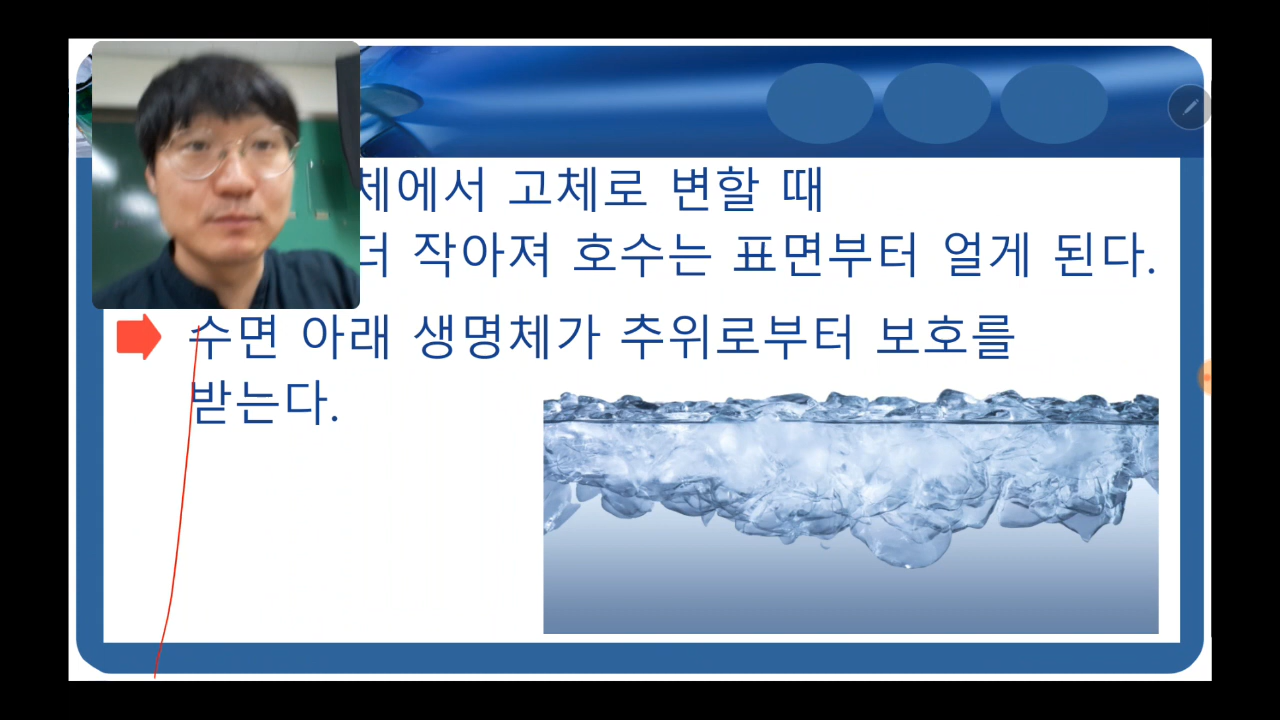 에서 고체로 변할 때
더 작아져 호수는 표면부터 얼게 된다.
수면 아래 생명체가 추위로부터 보호를
받는다.